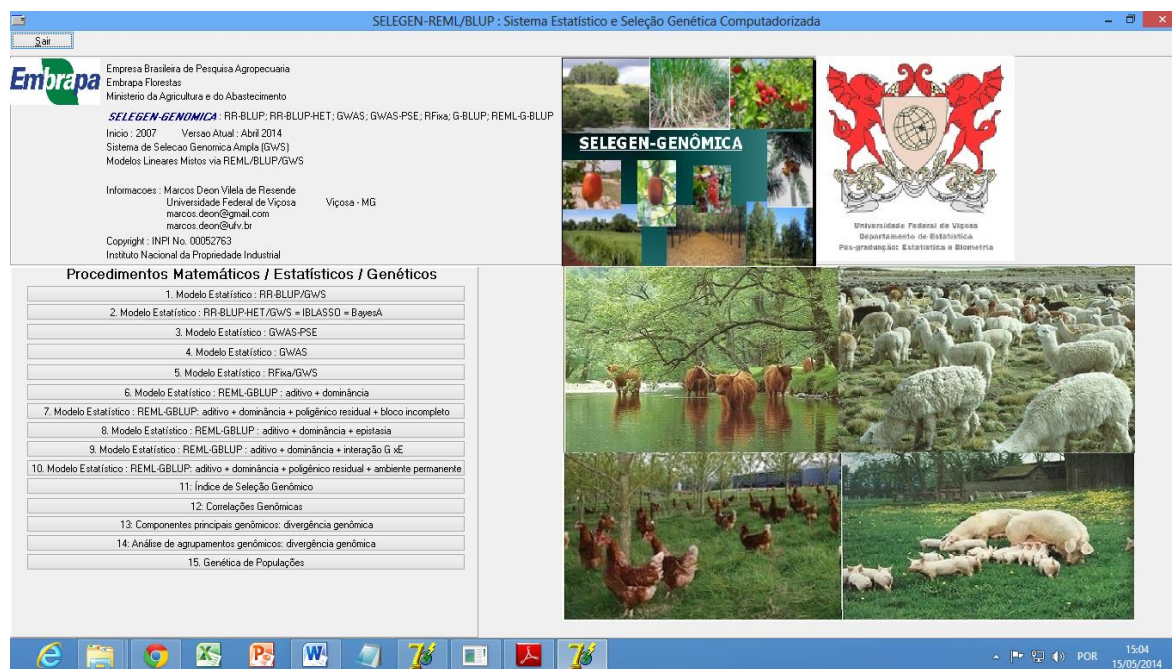 SELEGEN-REML/BLUP : Sistema Estatístico e Seleção Genética Computadorizada
Sair
Embrapa
Empresa Brasileira de Pesquisa Agropecuaria
Embrapa Florestas
Ministerio da Agricultura e do Abastecimento
SELEGEN-GENOMICA : RR-BLUP; RR-BLUP-HET; GWAS; GWAS-PSE; RFixa; G-BLUP; REML-G-BLUP
Inicio : 2007 Versao Atual : Abril 2014
Sistema de Selecao Genomica Ampla (GWS)
Modelos Lineares Mistos via REML/BLUP/GWS
Informacoes : Marcos Deon Vilela de Resende
Universidade Federal de Viçosa Viçosa - MG
marcos.deon@gmail.com
marcos.deon@ufv.br
Copyright : INPI No. 00052763
Instituto Nacional da Propriedade Industrial
SELEGEN-GENÔMICA
Universidade Federal de Viçosa
Departamento de Estatística
Pós-graduação: Estatística e Biometria
Procedimentos Matemáticos / Estatísticos / Genéticos
1. Modelo Estatístico : RR-BLUP/GWS
2. Modelo Estatístico : RR-BLUP-HET/GWS = IBLASSO = BayesA
3. Modelo Estatístico : GWAS-PSE
4. Modelo Estatístico : GWAS
5. Modelo Estatístico : RFixa/GWS
6. Modelo Estatístico : REML-GBLUP : aditivo + dominância
7. Modelo Estatístico : REML-GBLUP: aditivo + dominância + poligênico residual + bloco incompleto
8. Modelo Estatístico : REML-GBLUP : aditivo + dominância + epistasia
9. Modelo Estatístico : REML-GBLUP : aditivo + dominância + interação G xE
10. Modelo Estatístico : REML-GBLUP: aditivo + dominância + poligênico residual + ambiente permanente
11: Índice de Seleção Genômico
12: Correlações Genômicas
13: Componentes principais genômicos: divergência genômica
14: Análise de agrupamentos genômicos: divergência genômica
15. Genética de Populações
POR
15:04
15/05/2014